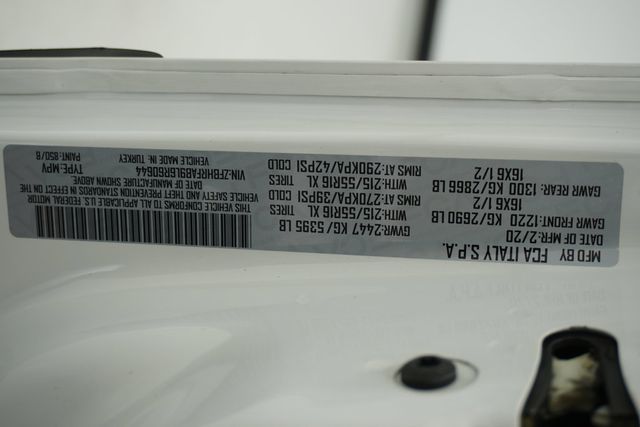 MFD BY FCA ITALY S.P.A.
DATE OF MFR:2/20 GVWR:2447 KG/5395 LB
GAWR FRONT:1220 KG/2690 LB WITH:215/55R16 XL TIRES
16X6 1/2 RIMS AT:270KPA/39PSI COLD
GAWR REAR: 1300 KG/2866 LB WITH:215/55R16 XL TIRES
16X6 1/2 RIMS AT:290KPA/42PSI COLD
THIS VEHICLE CONFORMS TO ALL APPLICABLE U.S.A. FEDERAL MOTOR
VEHICLE SAFETY AND THEFT PREVENTION STANDARDS IN EFFECT ON
THE DATE OF MANUFACTURE SHOWN ABOVE
VIN:ZFBHRFAB9L6R60644 TYPE:MPV
VEHICLE MADE IN: TURKEY PAINT:850/B